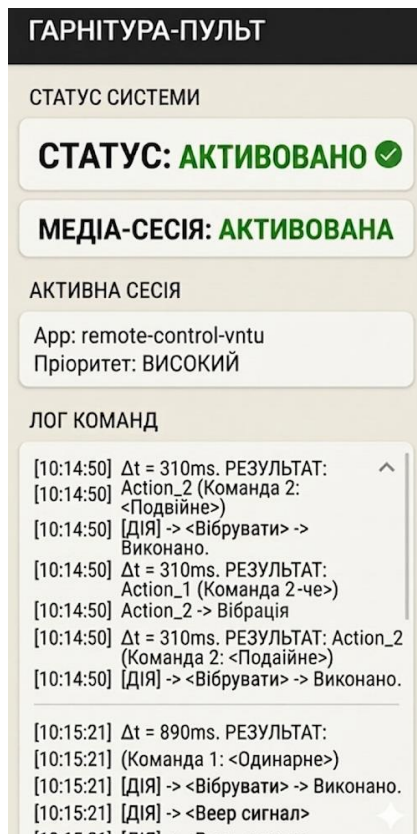 ГАРНІТУРА-ПУЛЬТ
СТАТУС СИСТЕМИ
СТАТУС: АКТИВОВАНО
МЕДІА-СЕСІЯ: АКТИВОВАНА
АКТИВНА СЕСІЯ
App: remote-control-vntu
Пріоритет: ВИСОКИЙ
ЛОГ КОМАНД
[10:14:50] Δt = 310ms. РЕЗУЛЬТАТ:
[10:14:50] Action_2 (Команда 2:
<Подвійне>)
[10:14:50] [ДІЯ] -> <Вібрувати> ->
Виконано.
[10:14:50] Δt = 310ms. РЕЗУЛЬТАТ:
Action_1 (Команда 2-че>)
[10:14:50] Action_2 -> Вібрація
[10:14:50] Δt = 310ms. РЕЗУЛЬТАТ: Action_2
(Команда 2: <Подаійне>)
[10:14:50] [ДІЯ] -> <Вібрувати> -> Виконано.
[10:15:21] Δt = 890ms. РЕЗУЛЬТАТ:
[10:15:21] (Команда 1: <Одинарне>)
[10:15:21] [ДІЯ] -> <Вібрувати> -> Виконано.
[10:15:21] [ДІЯ] -> <Веер сигнал>